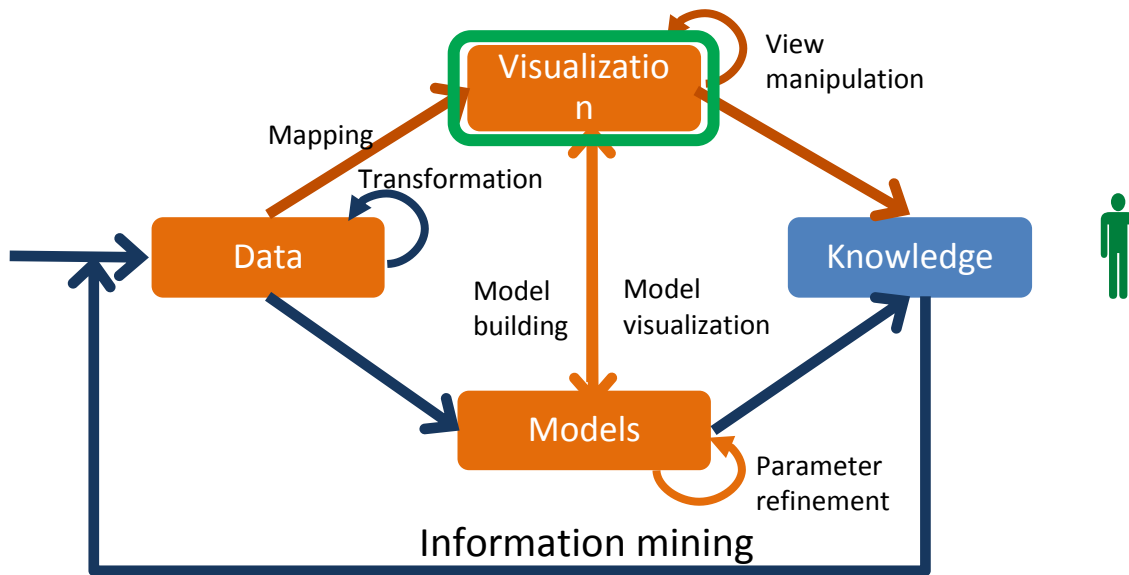 Visualizatio
n
View
manipulation
Mapping
Transformation
Data
Knowledge
Model
building
Model
visualization
Models
Parameter
refinement
Information mining